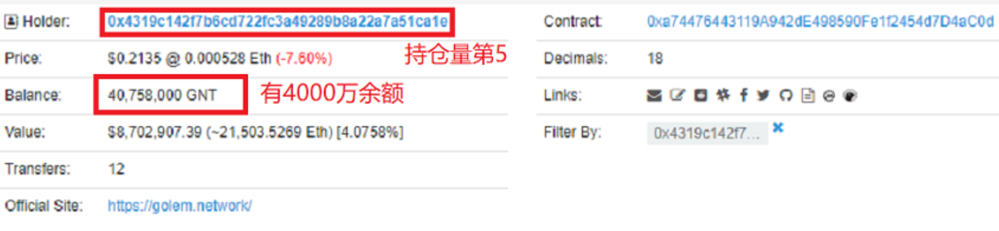 Holder: 0x4319c142f7b6cd722fc3a49289b8a22a7a51ca1e
持仓量第5
Price: $0.2135 @ 0.000528 Eth (-7.60%)
Balance: 40,758,000 GNT 有4000万余额
Value: $8,702,907.39 (~21,503.5269 Eth) [4.0758%]
Transfers: 12
Official Site: https://golem.network/
Contract: 0xa74476443119A942dE498590Fe1f2454d7D4aC0d
Decimals: 18
Links:
Filter By: 0x4319c142f7...